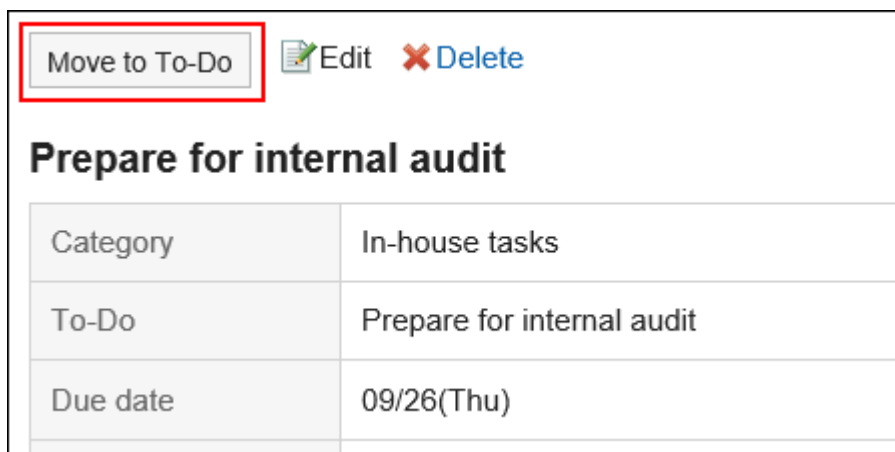 Move to To-Do Edit Delete
Prepare for internal audit
Category In-house tasks
To-Do Prepare for internal audit
Due date 09/26(Thu)